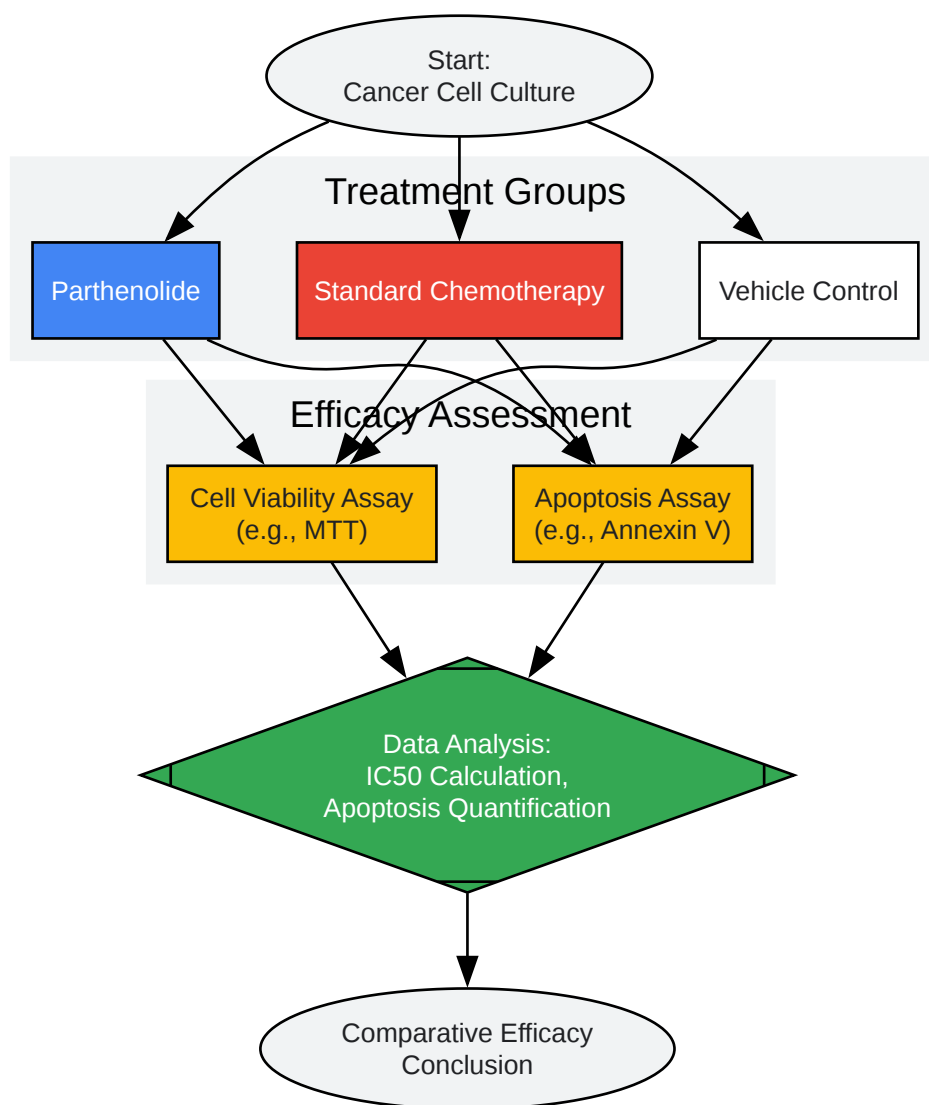 Start:
Cancer Cell Culture
Treatment Groups
Parthenolide
Standard Chemotherapy
Vehicle Control
Efficacy Assessment
Cell Viability Assay
(e.g., MTT)
Apoptosis Assay
(e.g., Annexin V)
Data Analysis:
IC50 Calculation,
Apoptosis Quantification
Comparative Efficacy
Conclusion